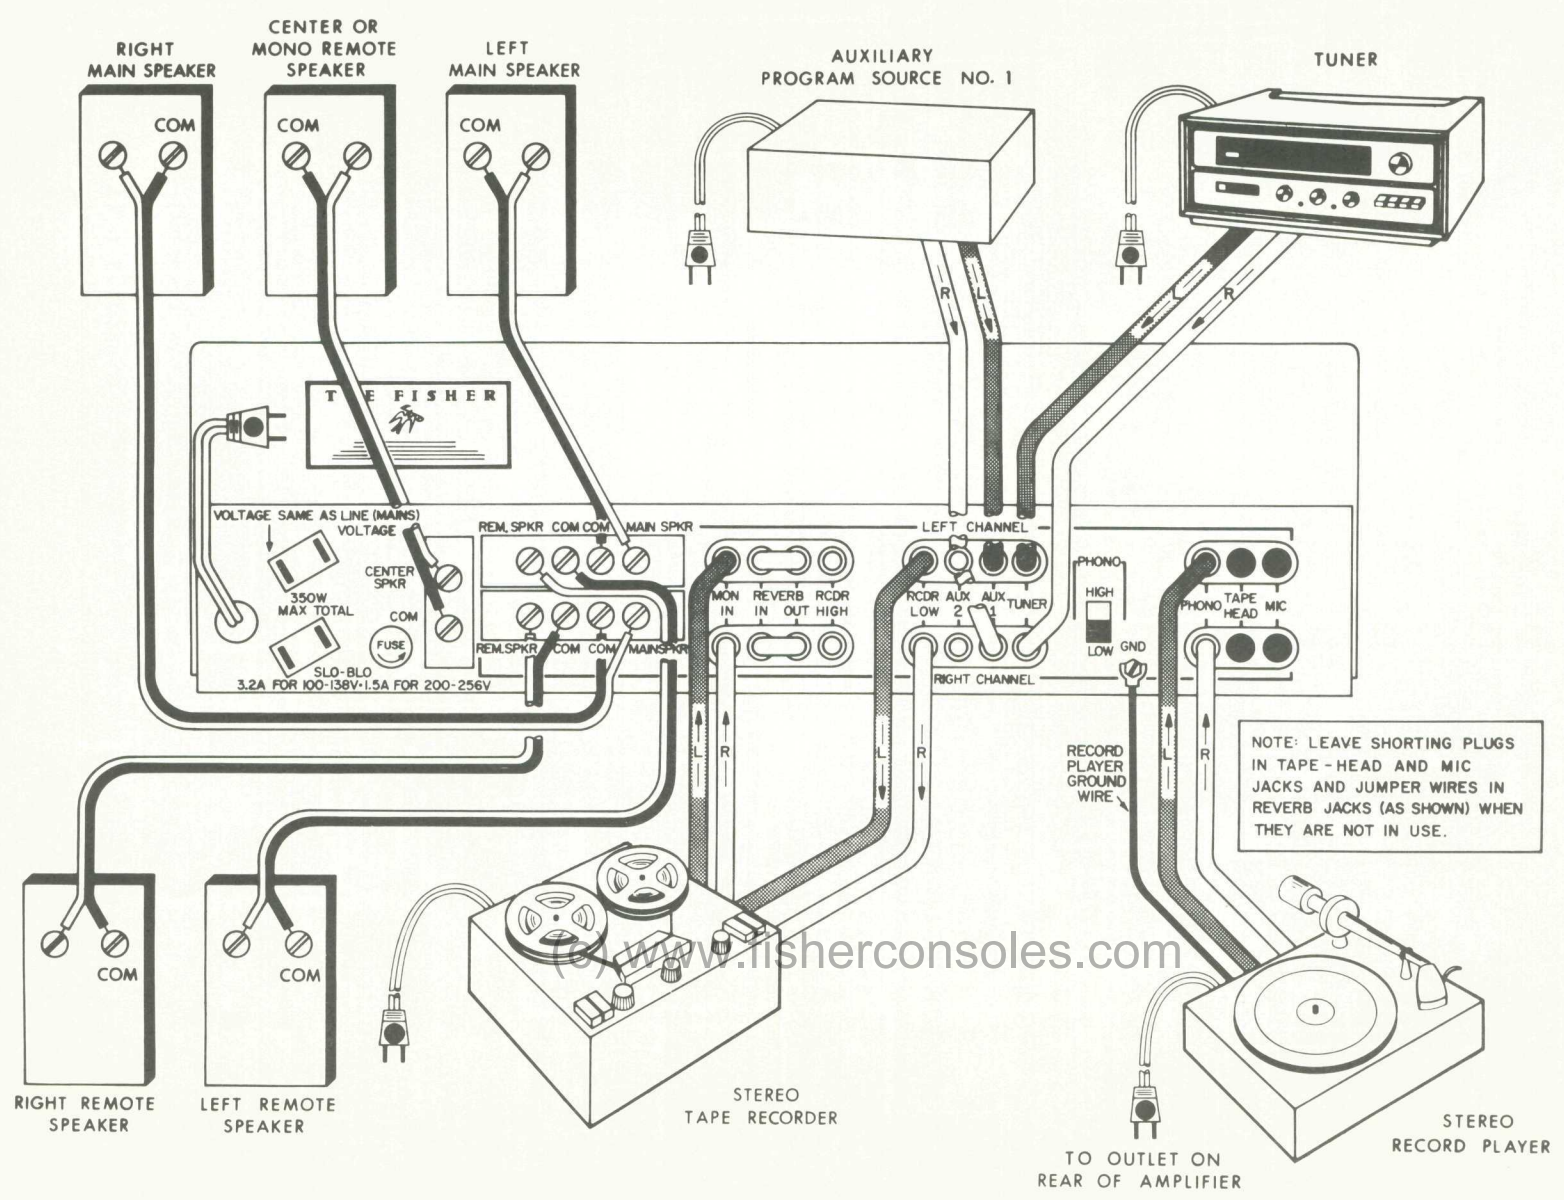 CENTER OR
MONO REMOTE
SPEAKER
RIGHT
MAIN SPEAKER
LEFT
MAIN SPEAKER
AUXILIARY
PROGRAM SOURCE NO. 1
TUNER
COM
COM
COM
R
L
L
R
T E FISHER
VOLTAGE SAME AS LINE (MAINS)
VOLTAGE
350W
MAX TOTAL
CENTER
SPKR
COM
FUSE
SLO-BLO
3.2A FOR 100-138V•1.5A FOR 200-256V
REM. SPKR COM COM MAIN SPKR
REM. SPKR COM COM MAIN SPKR
LEFT CHANNEL
MON
IN
REVERB
IN OUT
RCDR
HIGH
RCDR
LOW
AUX
2
AUX
1
TUNER
RIGHT CHANNEL
PHONO
HIGH
LOW
GND
PHONO
TAPE
HEAD
MIC
L
R
L
R
L
R
RECORD
PLAYER
GROUND
WIRE
NOTE: LEAVE SHORTING PLUGS
IN TAPE-HEAD AND MIC
JACKS AND JUMPER WIRES IN
REVERB JACKS (AS SHOWN) WHEN
THEY ARE NOT IN USE.
COM
COM
(c) www.fisherconsoles.com
RIGHT REMOTE
SPEAKER
LEFT REMOTE
SPEAKER
STEREO
TAPE RECORDER
TO OUTLET ON
REAR OF AMPLIFIER
STEREO
RECORD PLAYER